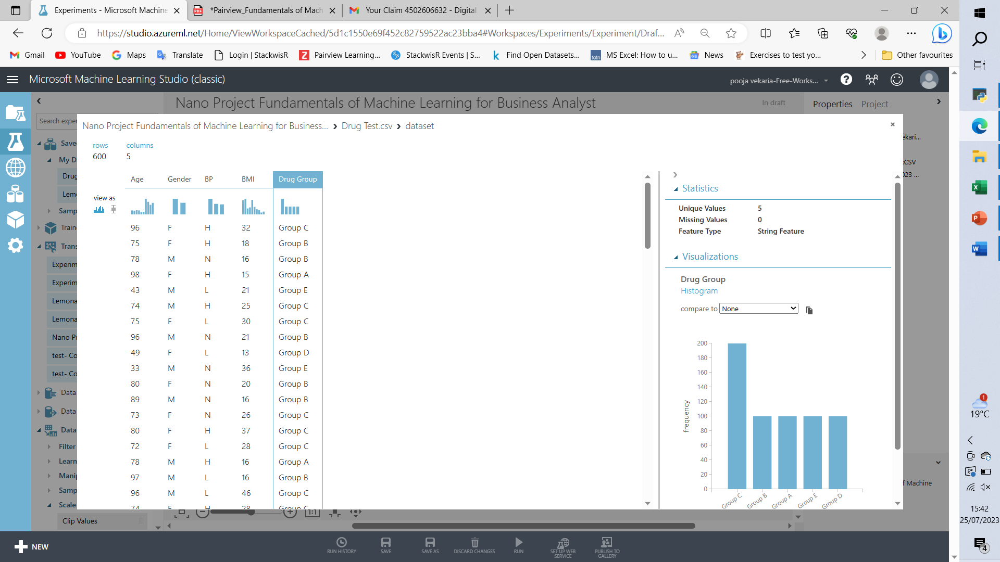 Experiments - Microsoft Machine
*Pairview_Fundamentals of Mach
Your Claim 4502606632 - Digital
https://studio.azureml.net/Home/ViewWorkspaceCached/5d1c1550e69f452c82759522ac23bba4#Workspaces/Experiments/Experiment/Draf...
Gmail
YouTube
Maps
Translate
Login | StackwisR
Pairview Learning...
StackwisR Events | S...
Find Open Datasets...
MS Excel: How to u...
News
Exercises to test yo...
Other favourites
Microsoft Machine Learning Studio (classic)
pooja vekaria-Free-Works...
Nano Project Fundamentals of Machine Learning for Business Analyst
In draft
Properties Project
Search exper
Nano Project Fundamentals of Machine Learning for Business... > Drug Test.csv > dataset
rows columns
600 5
Age Gender BP BMI Drug Group
view as
96 F H 32 Group C
75 F H 18 Group B
78 M N 16 Group B
98 F H 15 Group A
43 M L 21 Group E
74 M H 25 Group C
75 F L 30 Group C
96 M N 21 Group B
49 F L 13 Group D
33 M N 36 Group E
80 F N 20 Group B
89 M N 16 Group B
73 F N 26 Group C
80 F H 37 Group C
72 F L 28 Group C
78 M H 16 Group A
97 M L 16 Group B
96 M L 46 Group C
74 F H 28 Group C
Statistics
Unique Values 5
Missing Values 0
Feature Type String Feature
Visualizations
Drug Group
Histogram
compare to None
frequency
200
180
160
140
120
100
80
60
40
20
0
Group C Group B Group A Group E Group D
Save
My D
Drug
Lem
Samp
Train
Trans
Experim
Experim
Lemona
Lemona
Nano Pr
test- Co
test- Co
Data
Data
Data
Filter
Learn
Manip
Samp
Scale
Clip Values
ekari...
CSV
023 ...
f Machine
1:1
NEW
RUN HISTORY
SAVE
SAVE AS
DISCARD CHANGES
RUN
SET UP WEB
SERVICE
PUBLISH TO
GALLERY
1
19°C
15:42
25/07/2023
4